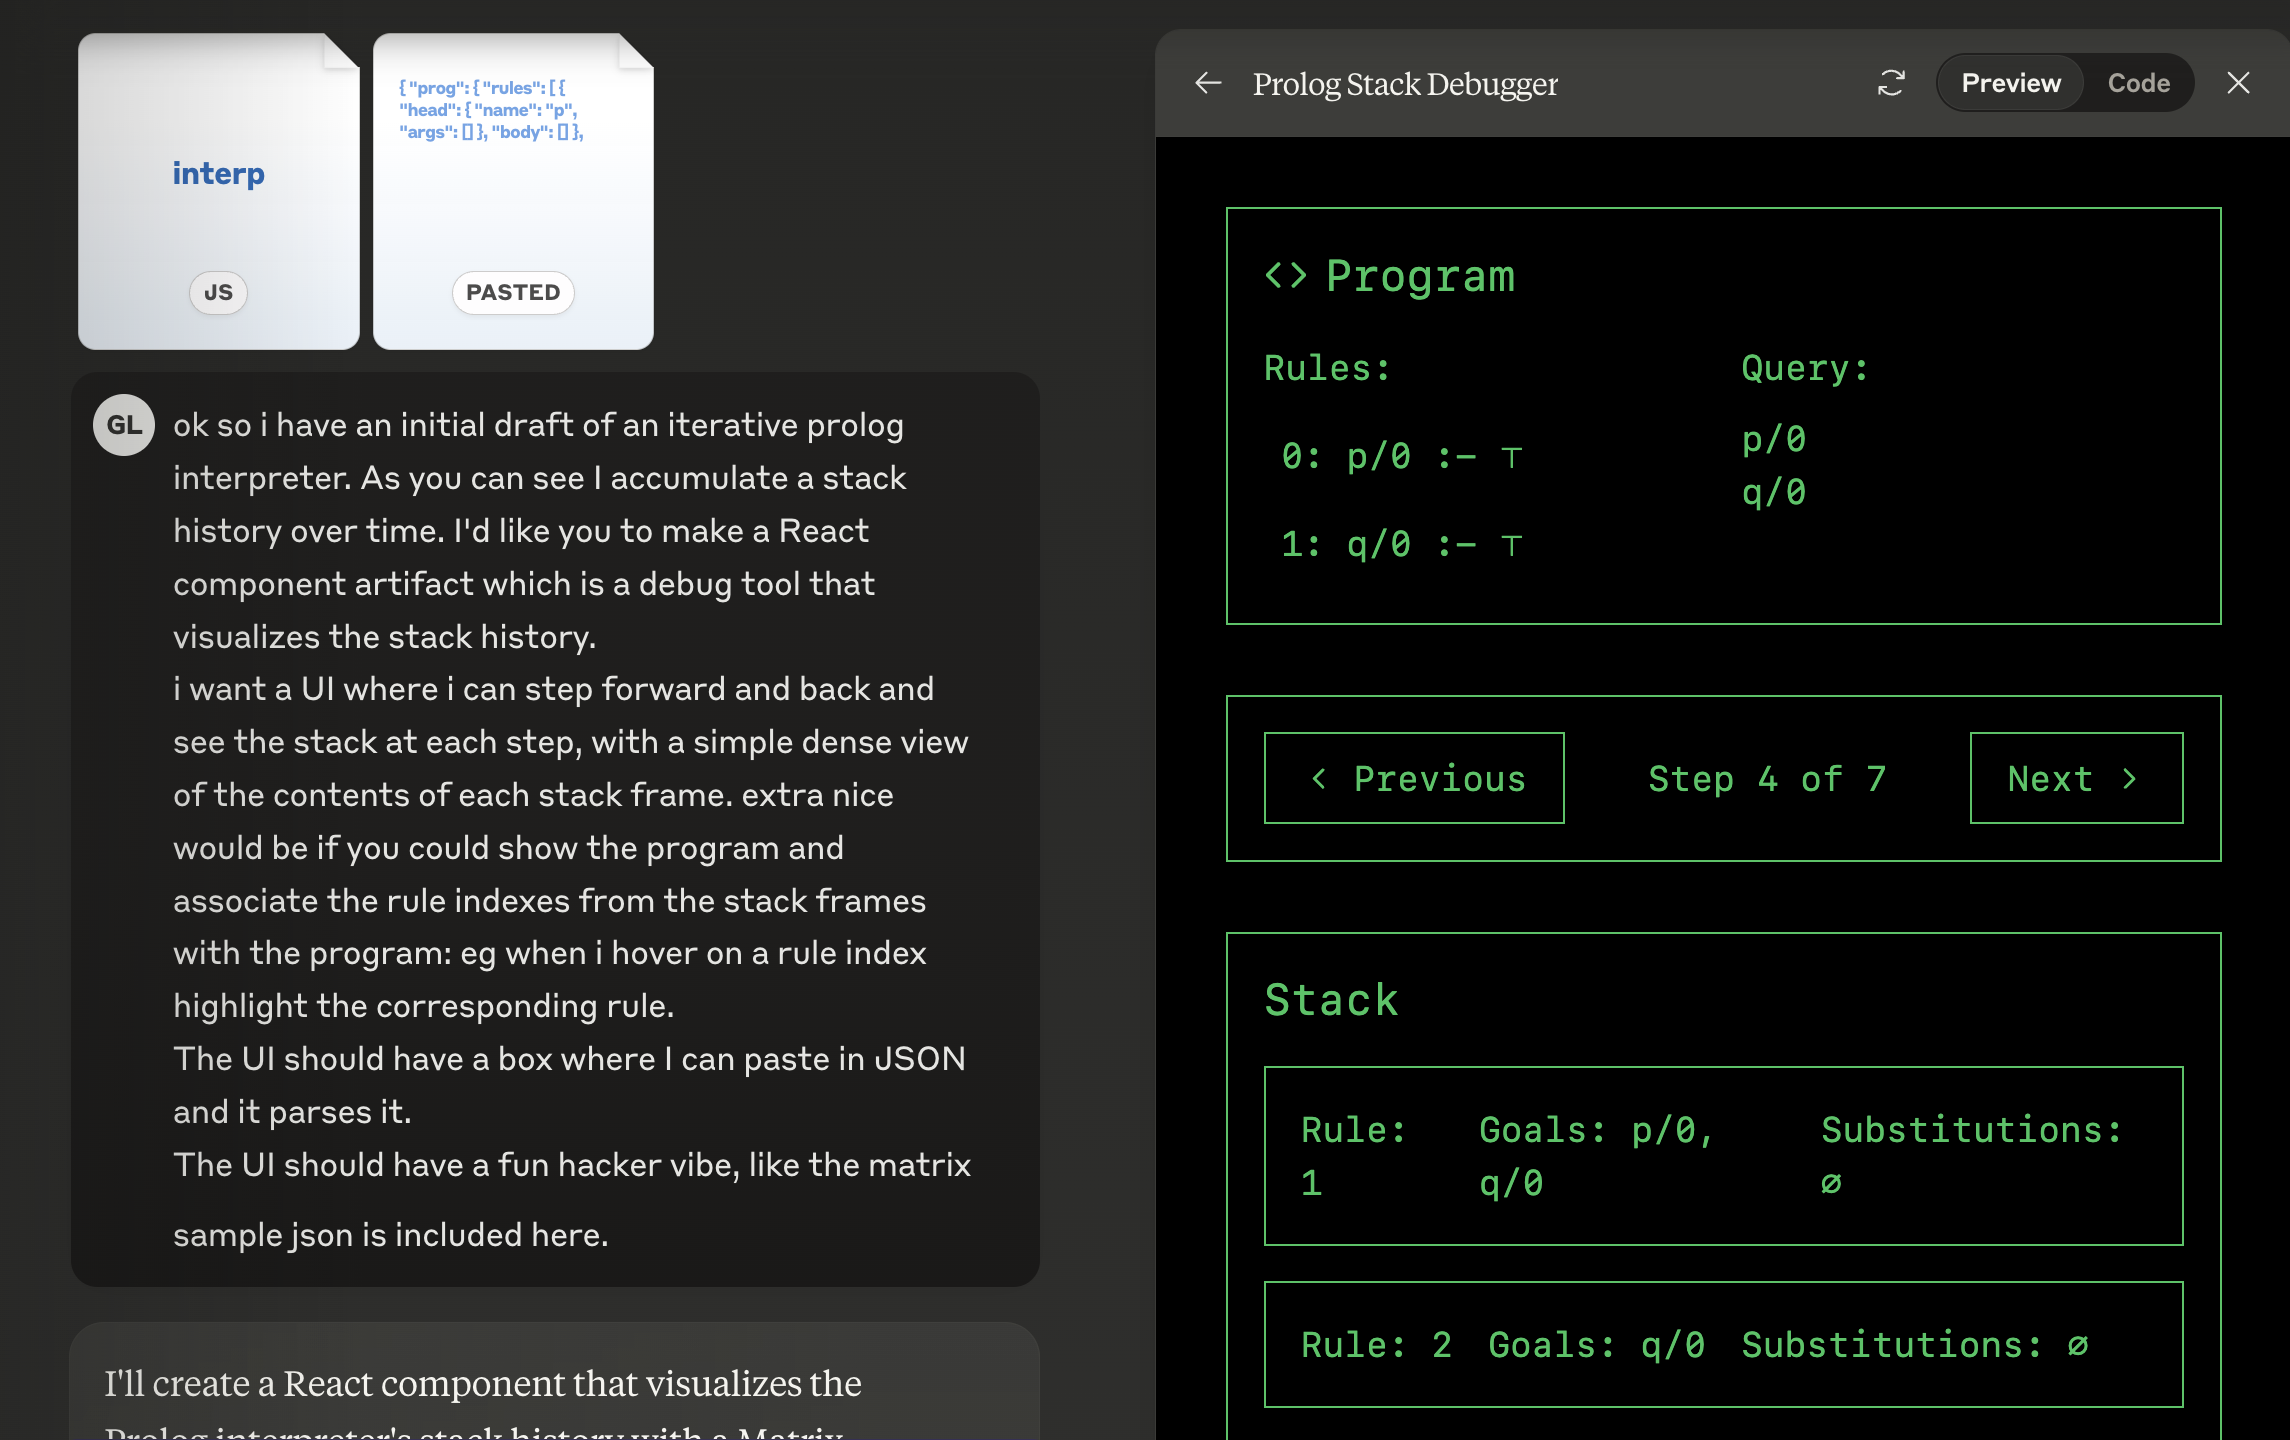 interp
JS
{ "prog": { "rules": [ {
"head": { "name": "p",
"args": [] }, "body": [] },
PASTED
GL
ok so i have an initial draft of an iterative prolog
interpreter. As you can see I accumulate a stack
history over time. I'd like you to make a React
component artifact which is a debug tool that
visualizes the stack history.
i want a UI where i can step forward and back and
see the stack at each step, with a simple dense view
of the contents of each stack frame. extra nice
would be if you could show the program and
associate the rule indexes from the stack frames
with the program: eg when i hover on a rule index
highlight the corresponding rule.
The UI should have a box where I can paste in JSON
and it parses it.
The UI should have a fun hacker vibe, like the matrix
sample json is included here.
I'll create a React component that visualizes the
Prolog interpreter's stack history with a Matrix
Prolog Stack Debugger
Preview
Code
<> Program
Rules:
0: p/0 :− ⊤
1: q/0 :− ⊤
Query:
p/0
q/0
< Previous
Step 4 of 7
Next >
Stack
Rule:
1
Goals: p/0,
q/0
Substitutions:
∅
Rule: 2 Goals: q/0 Substitutions: ∅